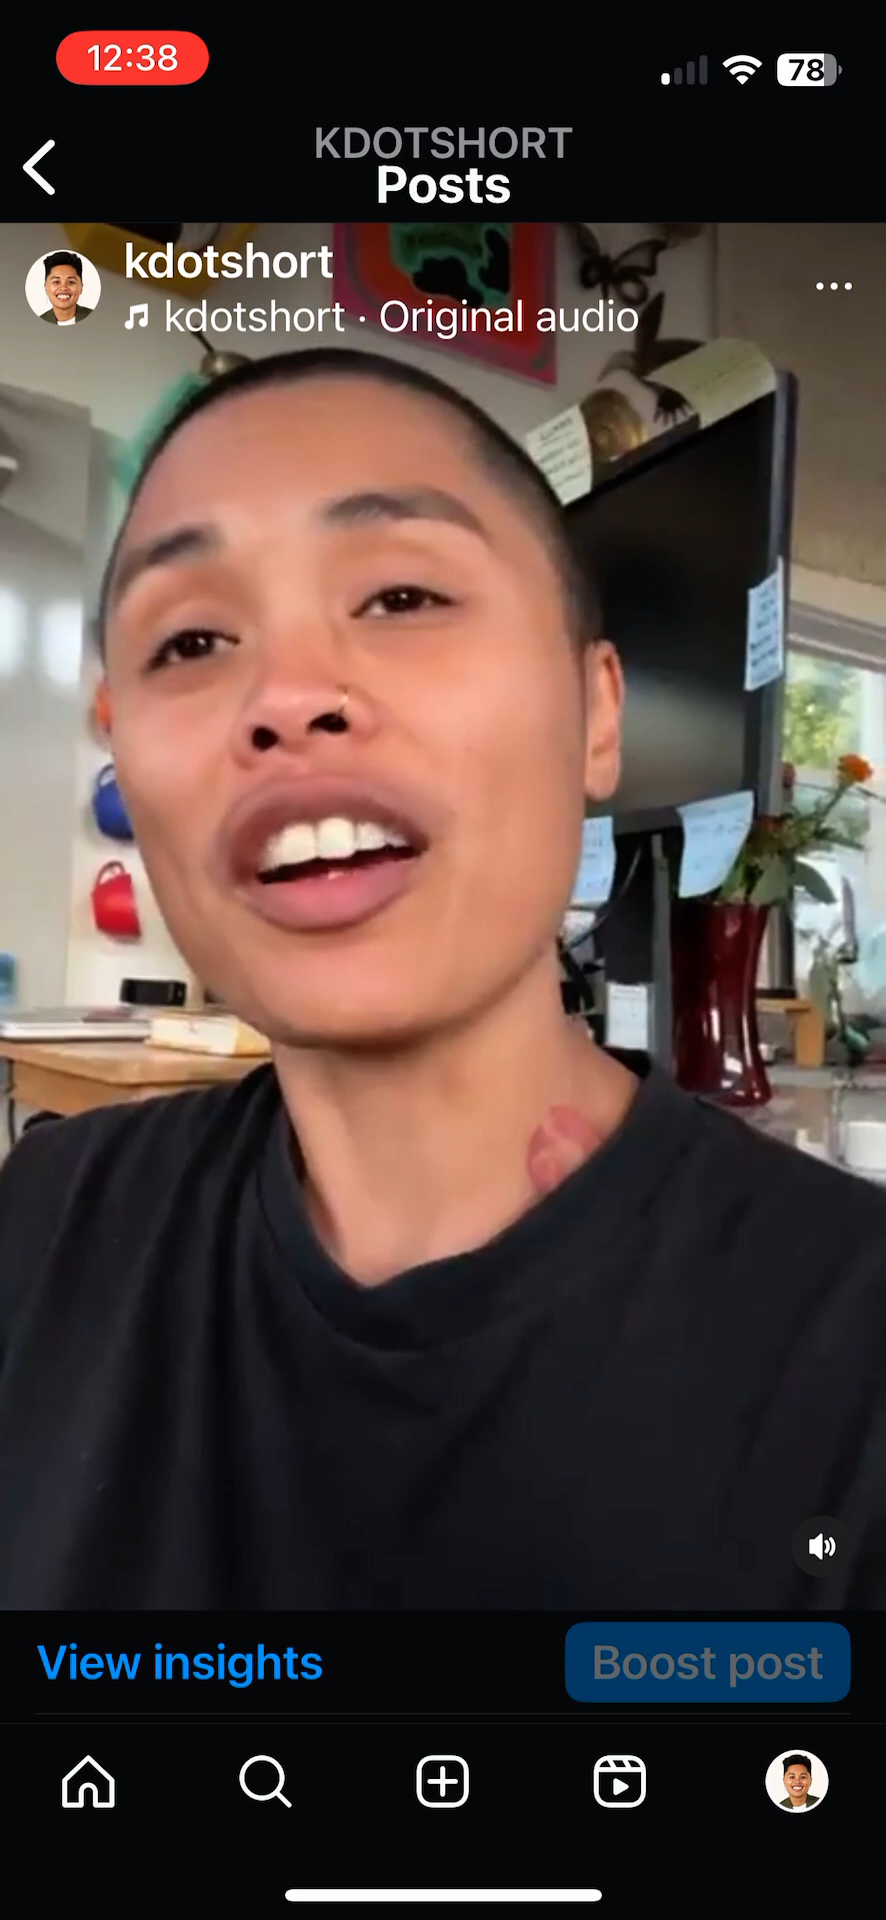 12:38
78
KDOTSHORT
Posts
kdotshort
kdotshort · Original audio
View insights
Boost post